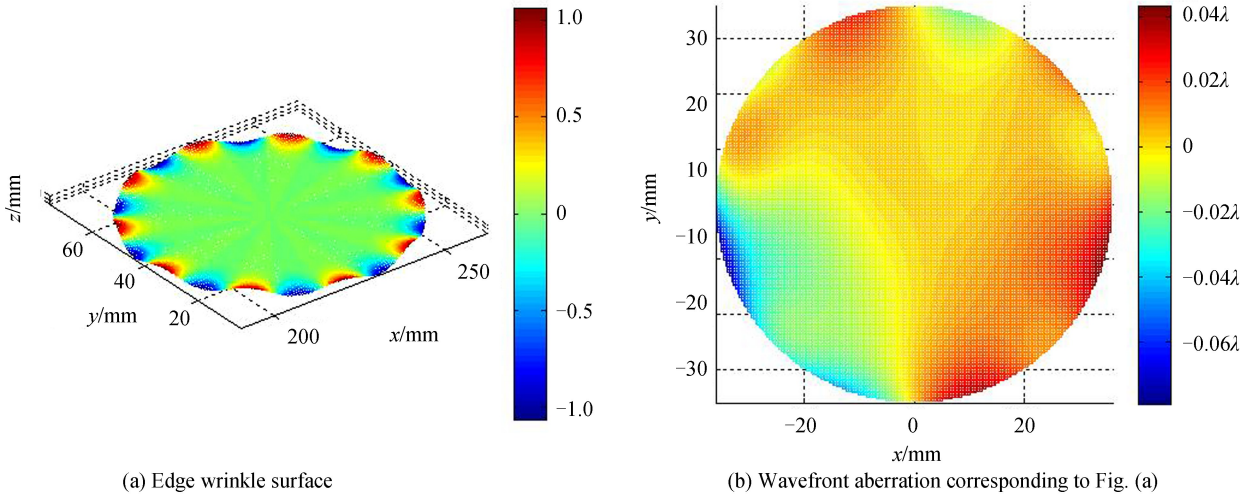 1.0
0.5
0
−0.5
−1.0
z/mm
60
40
20
y/mm
200
250
x/mm
(a) Edge wrinkle surface
30
20
10
−10
−20
−30
y/mm
−20
0
20
x/mm
0.04λ
0.02λ
0
−0.02λ
−0.04λ
−0.06λ
(b) Wavefront aberration corresponding to Fig. (a)